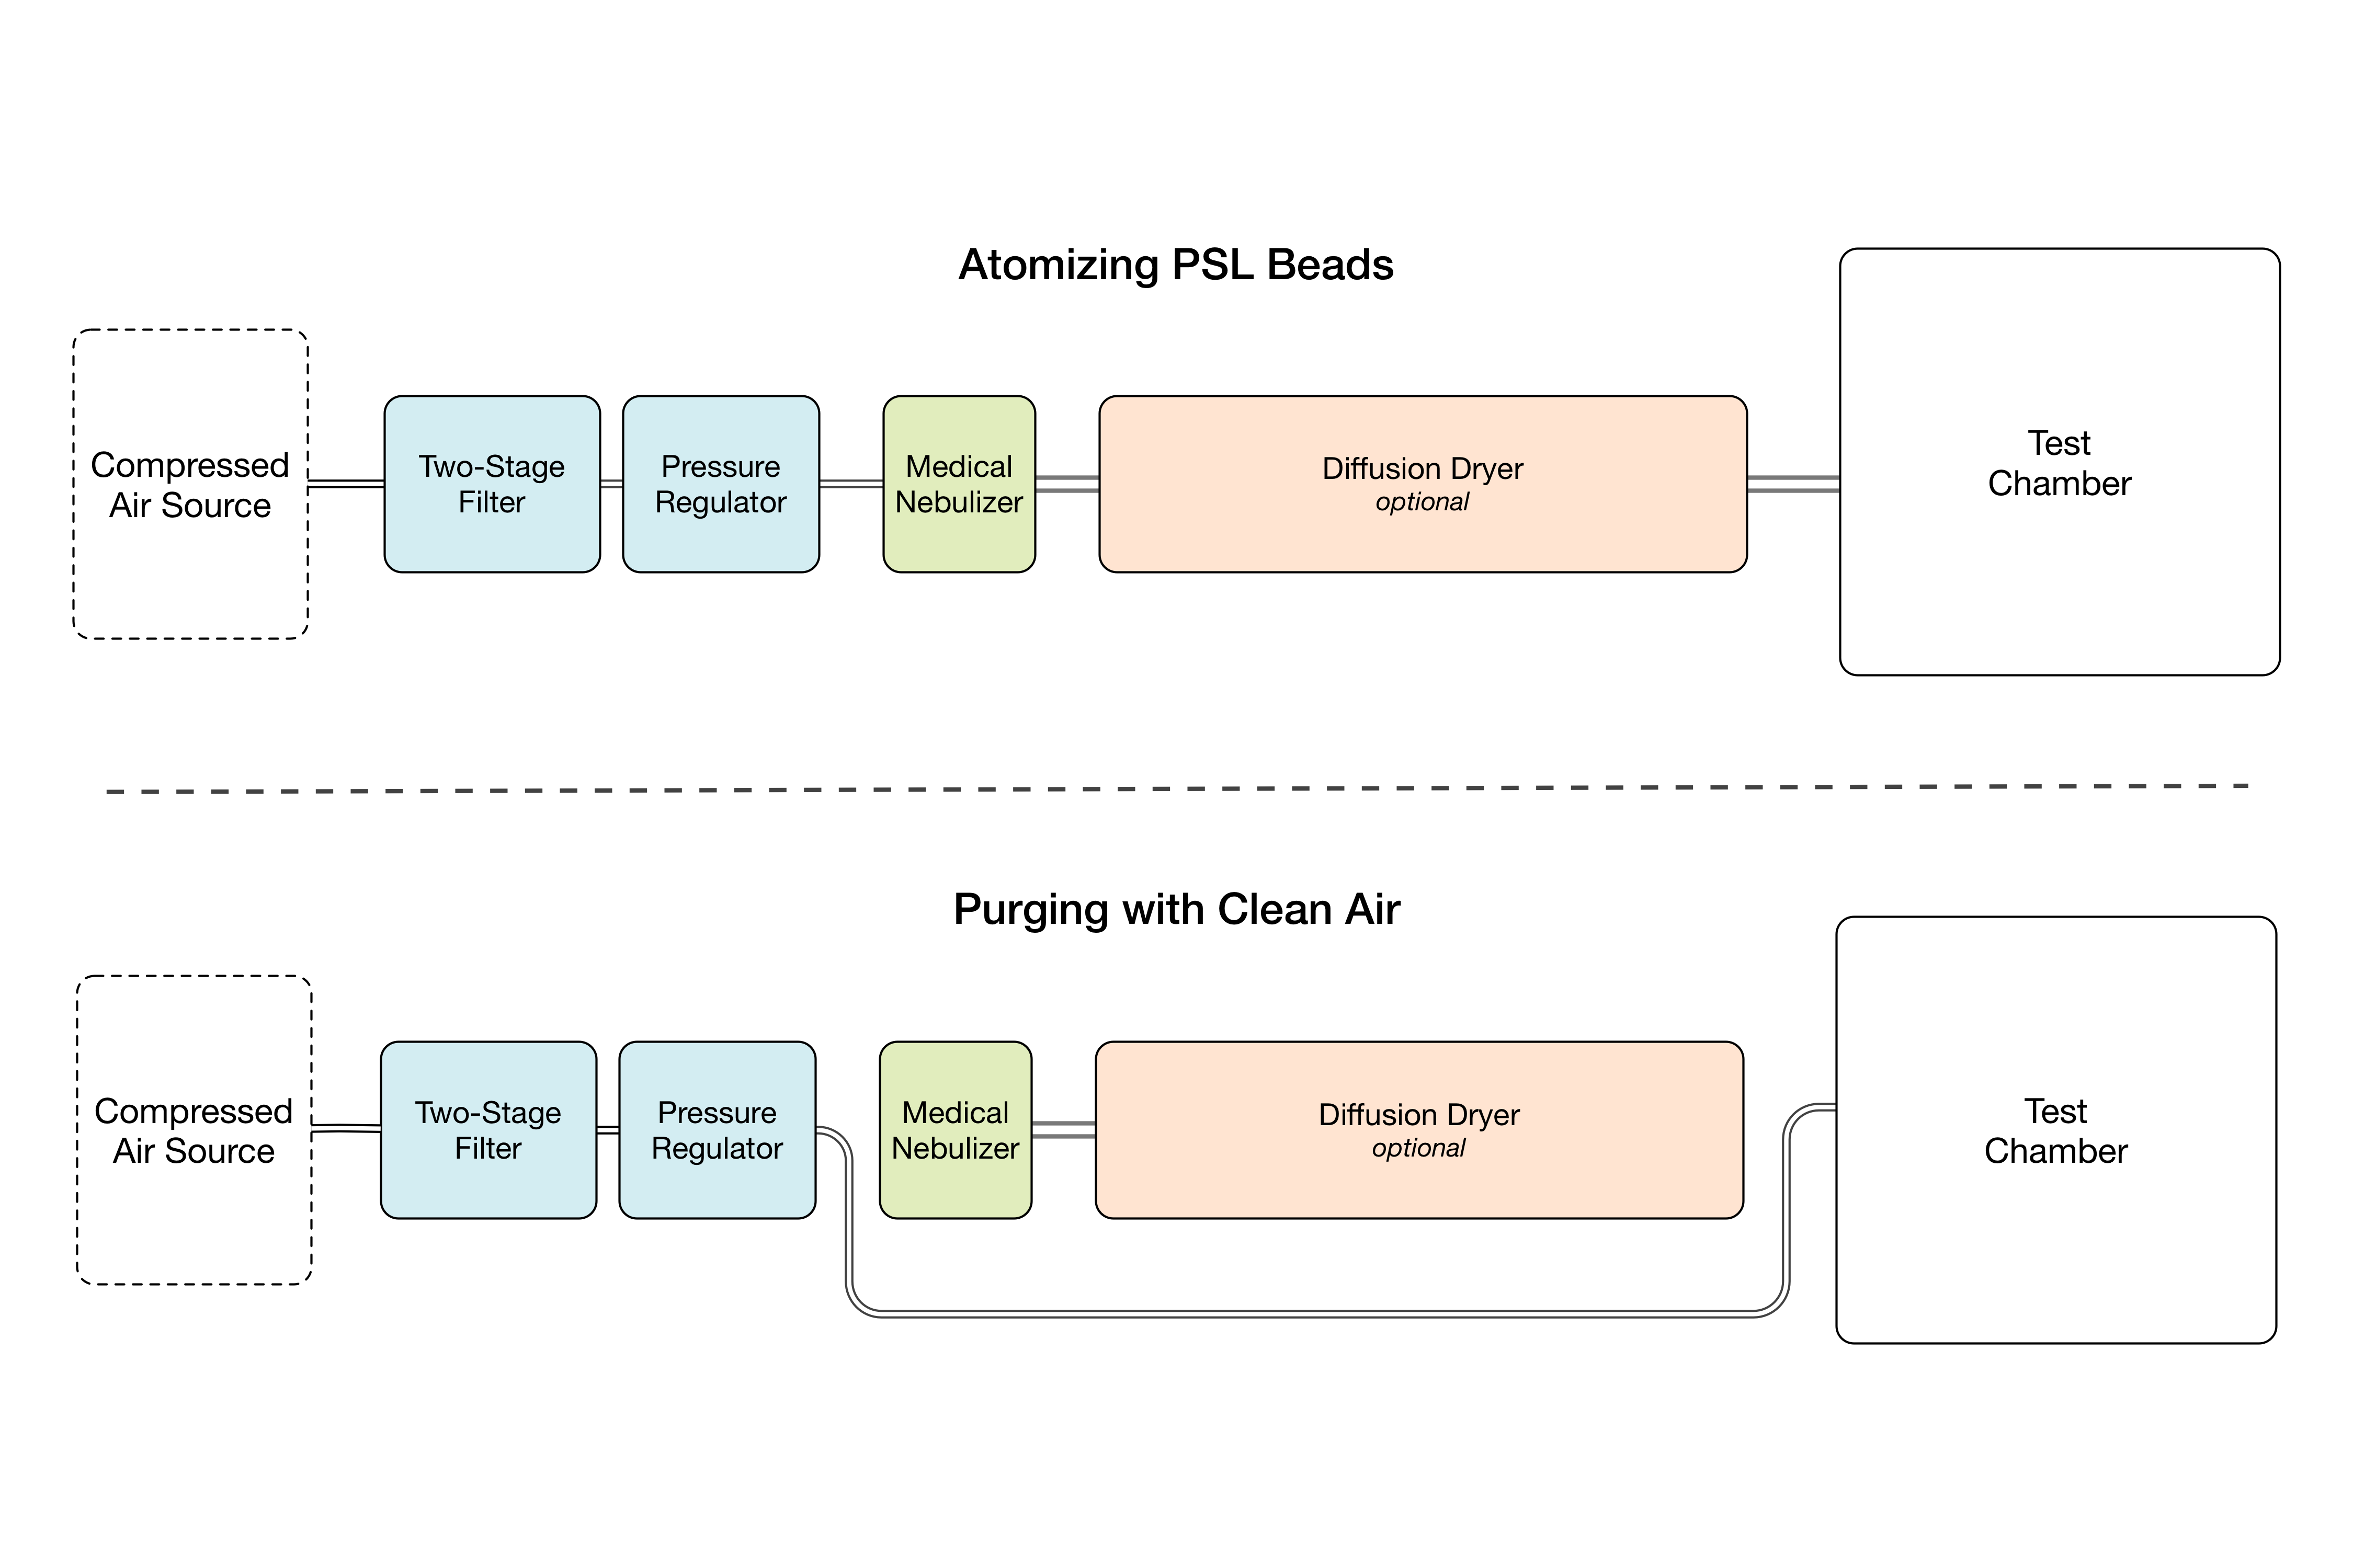 Atomizing PSL Beads
Compressed
Air Source
Two-Stage
Filter
Pressure
Regulator
Medical
Nebulizer
Diffusion Dryer
optional
Test
Chamber
Purging with Clean Air
Compressed
Air Source
Two-Stage
Filter
Pressure
Regulator
Medical
Nebulizer
Diffusion Dryer
optional
Test
Chamber